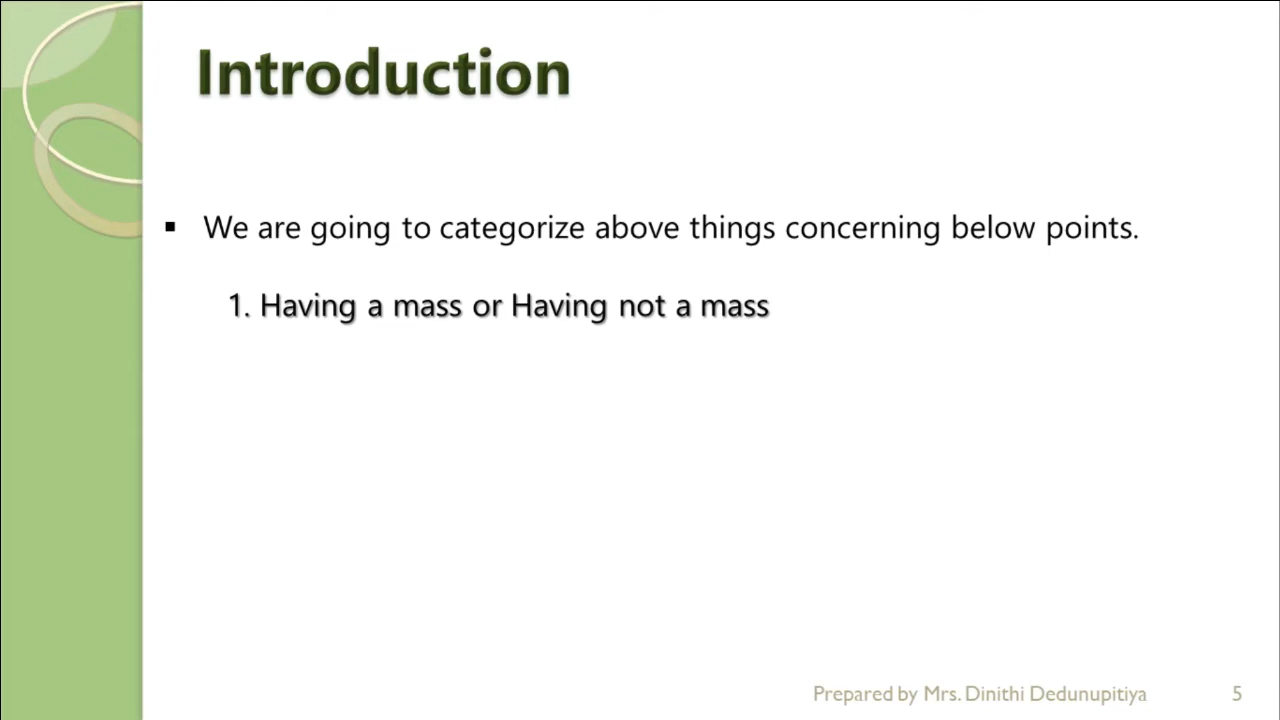 Introduction
▪ We are going to categorize above things concerning below points.
1. Having a mass or Having not a mass
Prepared by Mrs. Dinithi Dedunupitiya 5